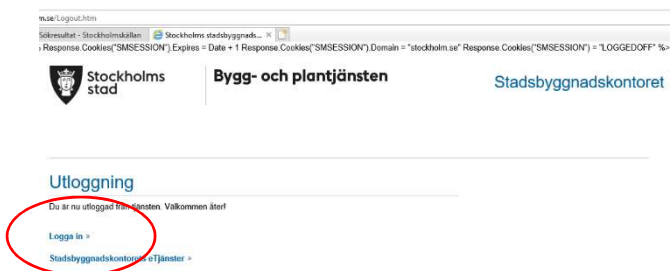 m.se/Logout.htm
Sökresultat - Stockholmskällan Stockholms stadsbyggnads... ×
Response.Cookies("SMSESSION").Expires = Date + 1 Response.Cookies("SMSESSION").Domain = "stockholm.se" Response.Cookies("SMSESSION") = "LOGGEDOFF" %>
Stockholms
stad
Bygg- och plantjänsten
Stadsbyggnadskontoret
Utloggning
Du är nu utloggad från tjänsten. Välkommen åter!
Logga in »
Stadsbyggnadskontorets eTjänster »